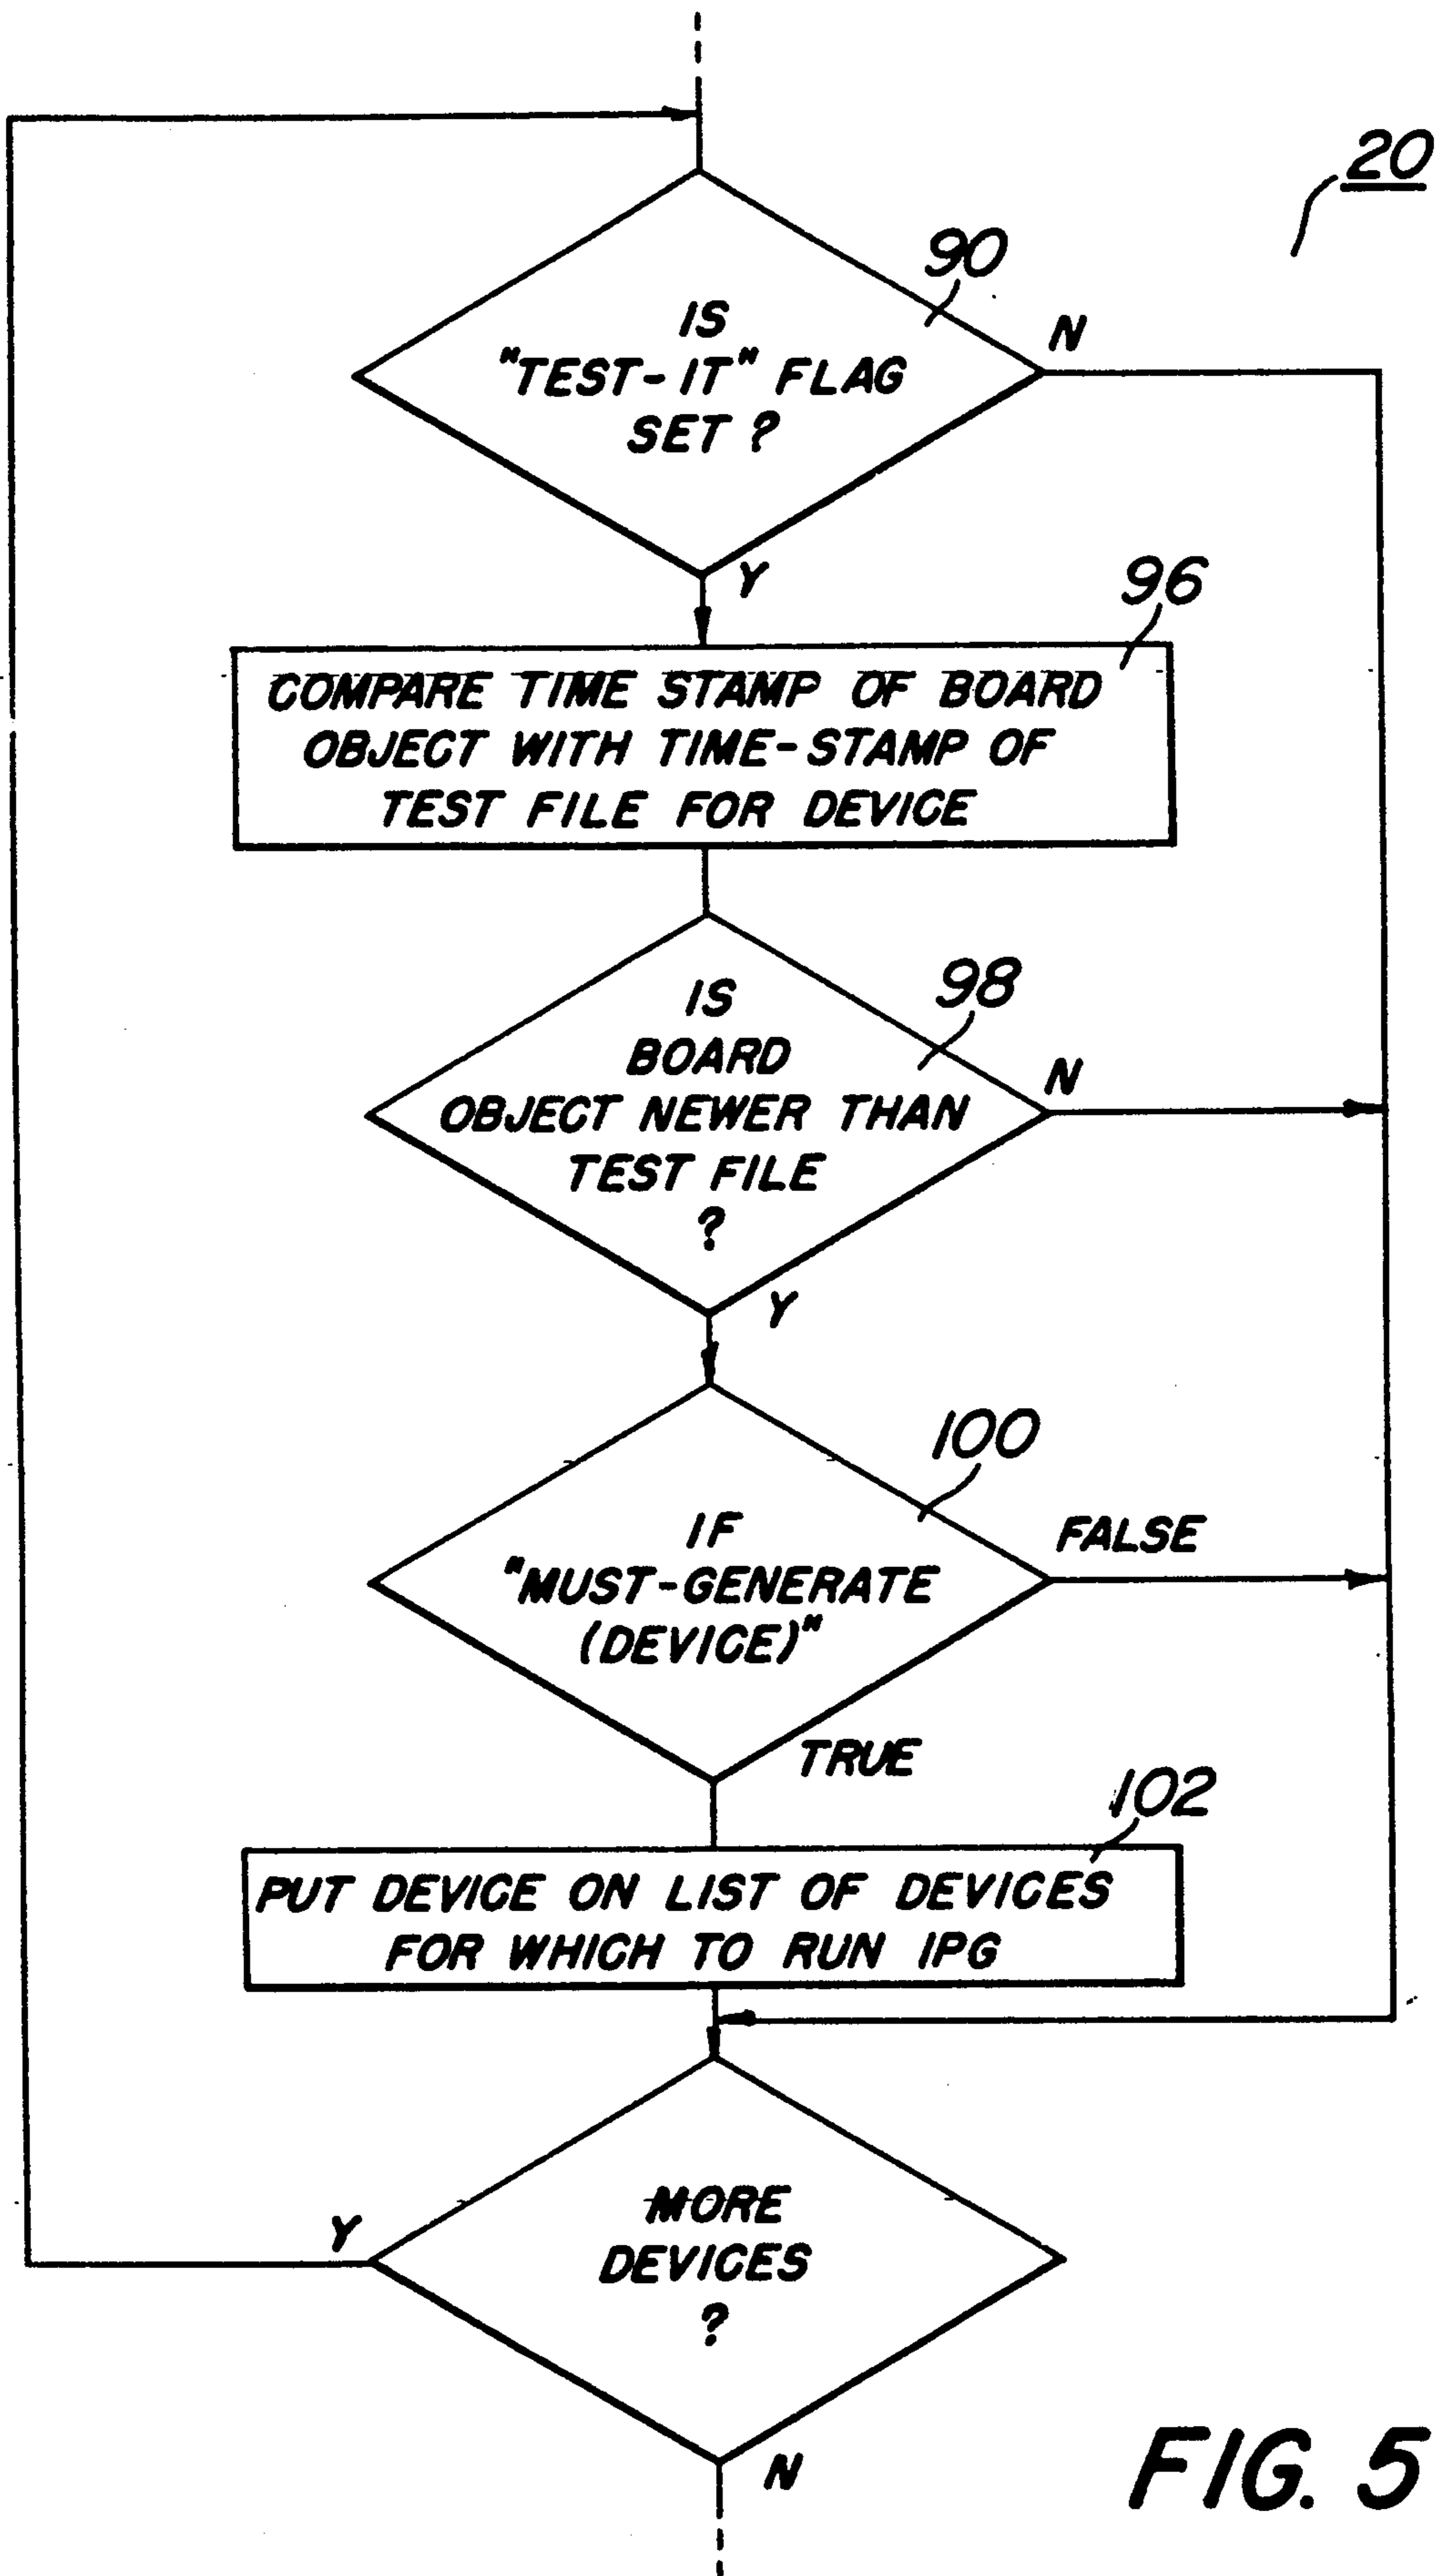 20
90
IS
"TEST-IT" FLAG
SET ?
N
Y
96
COMPARE TIME STAMP OF BOARD
OBJECT WITH TIME-STAMP OF
TEST FILE FOR DEVICE
98
IS
BOARD
OBJECT NEWER THAN
TEST FILE
?
N
Y
100
IF
"MUST-GENERATE
(DEVICE)"
FALSE
TRUE
102
PUT DEVICE ON LIST OF DEVICES
FOR WHICH TO RUN IPG
MORE
DEVICES
?
Y
N
FIG. 5